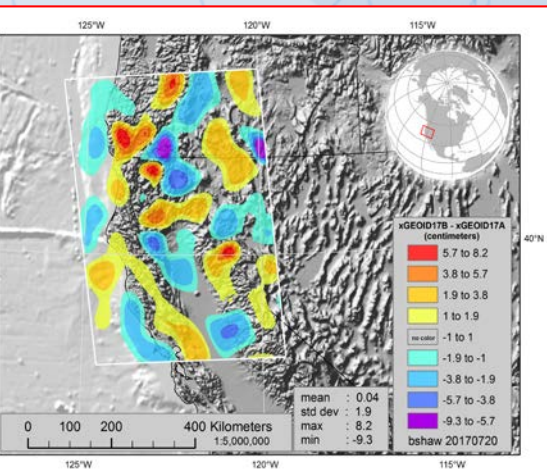 125°W 120°W 115°W
40°N
xGEOID17B - xGEOID17A
(centimeters)
5.7 to 8.2
3.8 to 5.7
1.9 to 3.8
1 to 1.9
no color -1 to 1
-1.9 to -1
-3.8 to -1.9
-5.7 to -3.8
-9.3 to -5.7
bshaw 20170720
mean : 0.04
std dev : 1.9
max : 8.2
min : -9.3
0 100 200 400 Kilometers
1:5,000,000
125°W 120°W 115°W